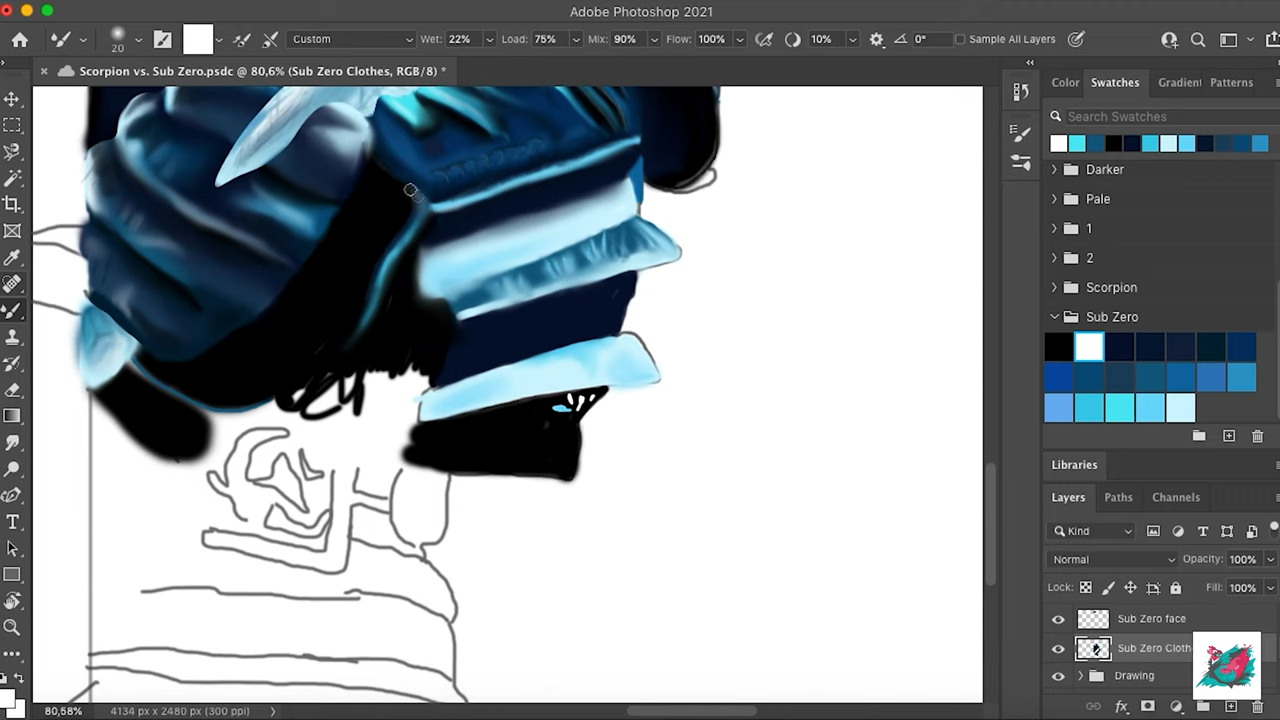 Adobe Photoshop 2021
20 Custom Wet: 22% Load: 75% Mix: 90% Flow: 100% 10% 0° Sample All Layers
Scorpion vs. Sub Zero.psdc @ 80,6% (Sub Zero Clothes, RGB/8) *
Color Swatches Gradient Patterns
Search Swatches
Darker
Pale
1
2
Scorpion
Sub Zero
Libraries
Layers Paths Channels
Kind
Normal Opacity: 100%
Lock: Fill: 100%
Sub Zero face
Sub Zero Cloth
Drawing
80,58% 4134 px x 2480 px (300 ppi)